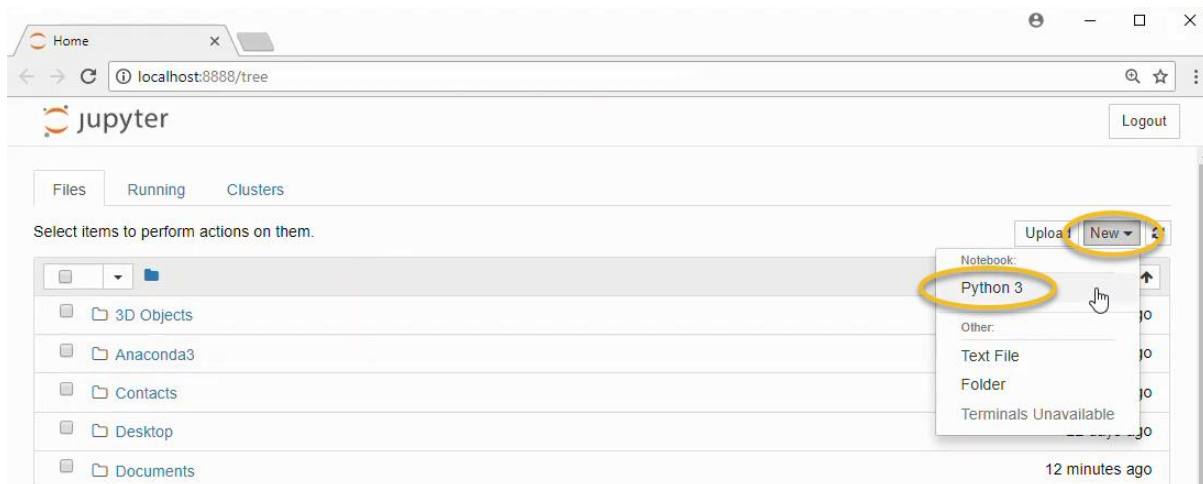 Home
localhost:8888/tree
jupyter
Logout
Files Running Clusters
Select items to perform actions on them.
Upload New
Notebook:
Python 3
3D Objects
Other:
Anaconda3
Text File
Contacts
Folder
Terminals Unavailable
Desktop
Documents 12 minutes ago